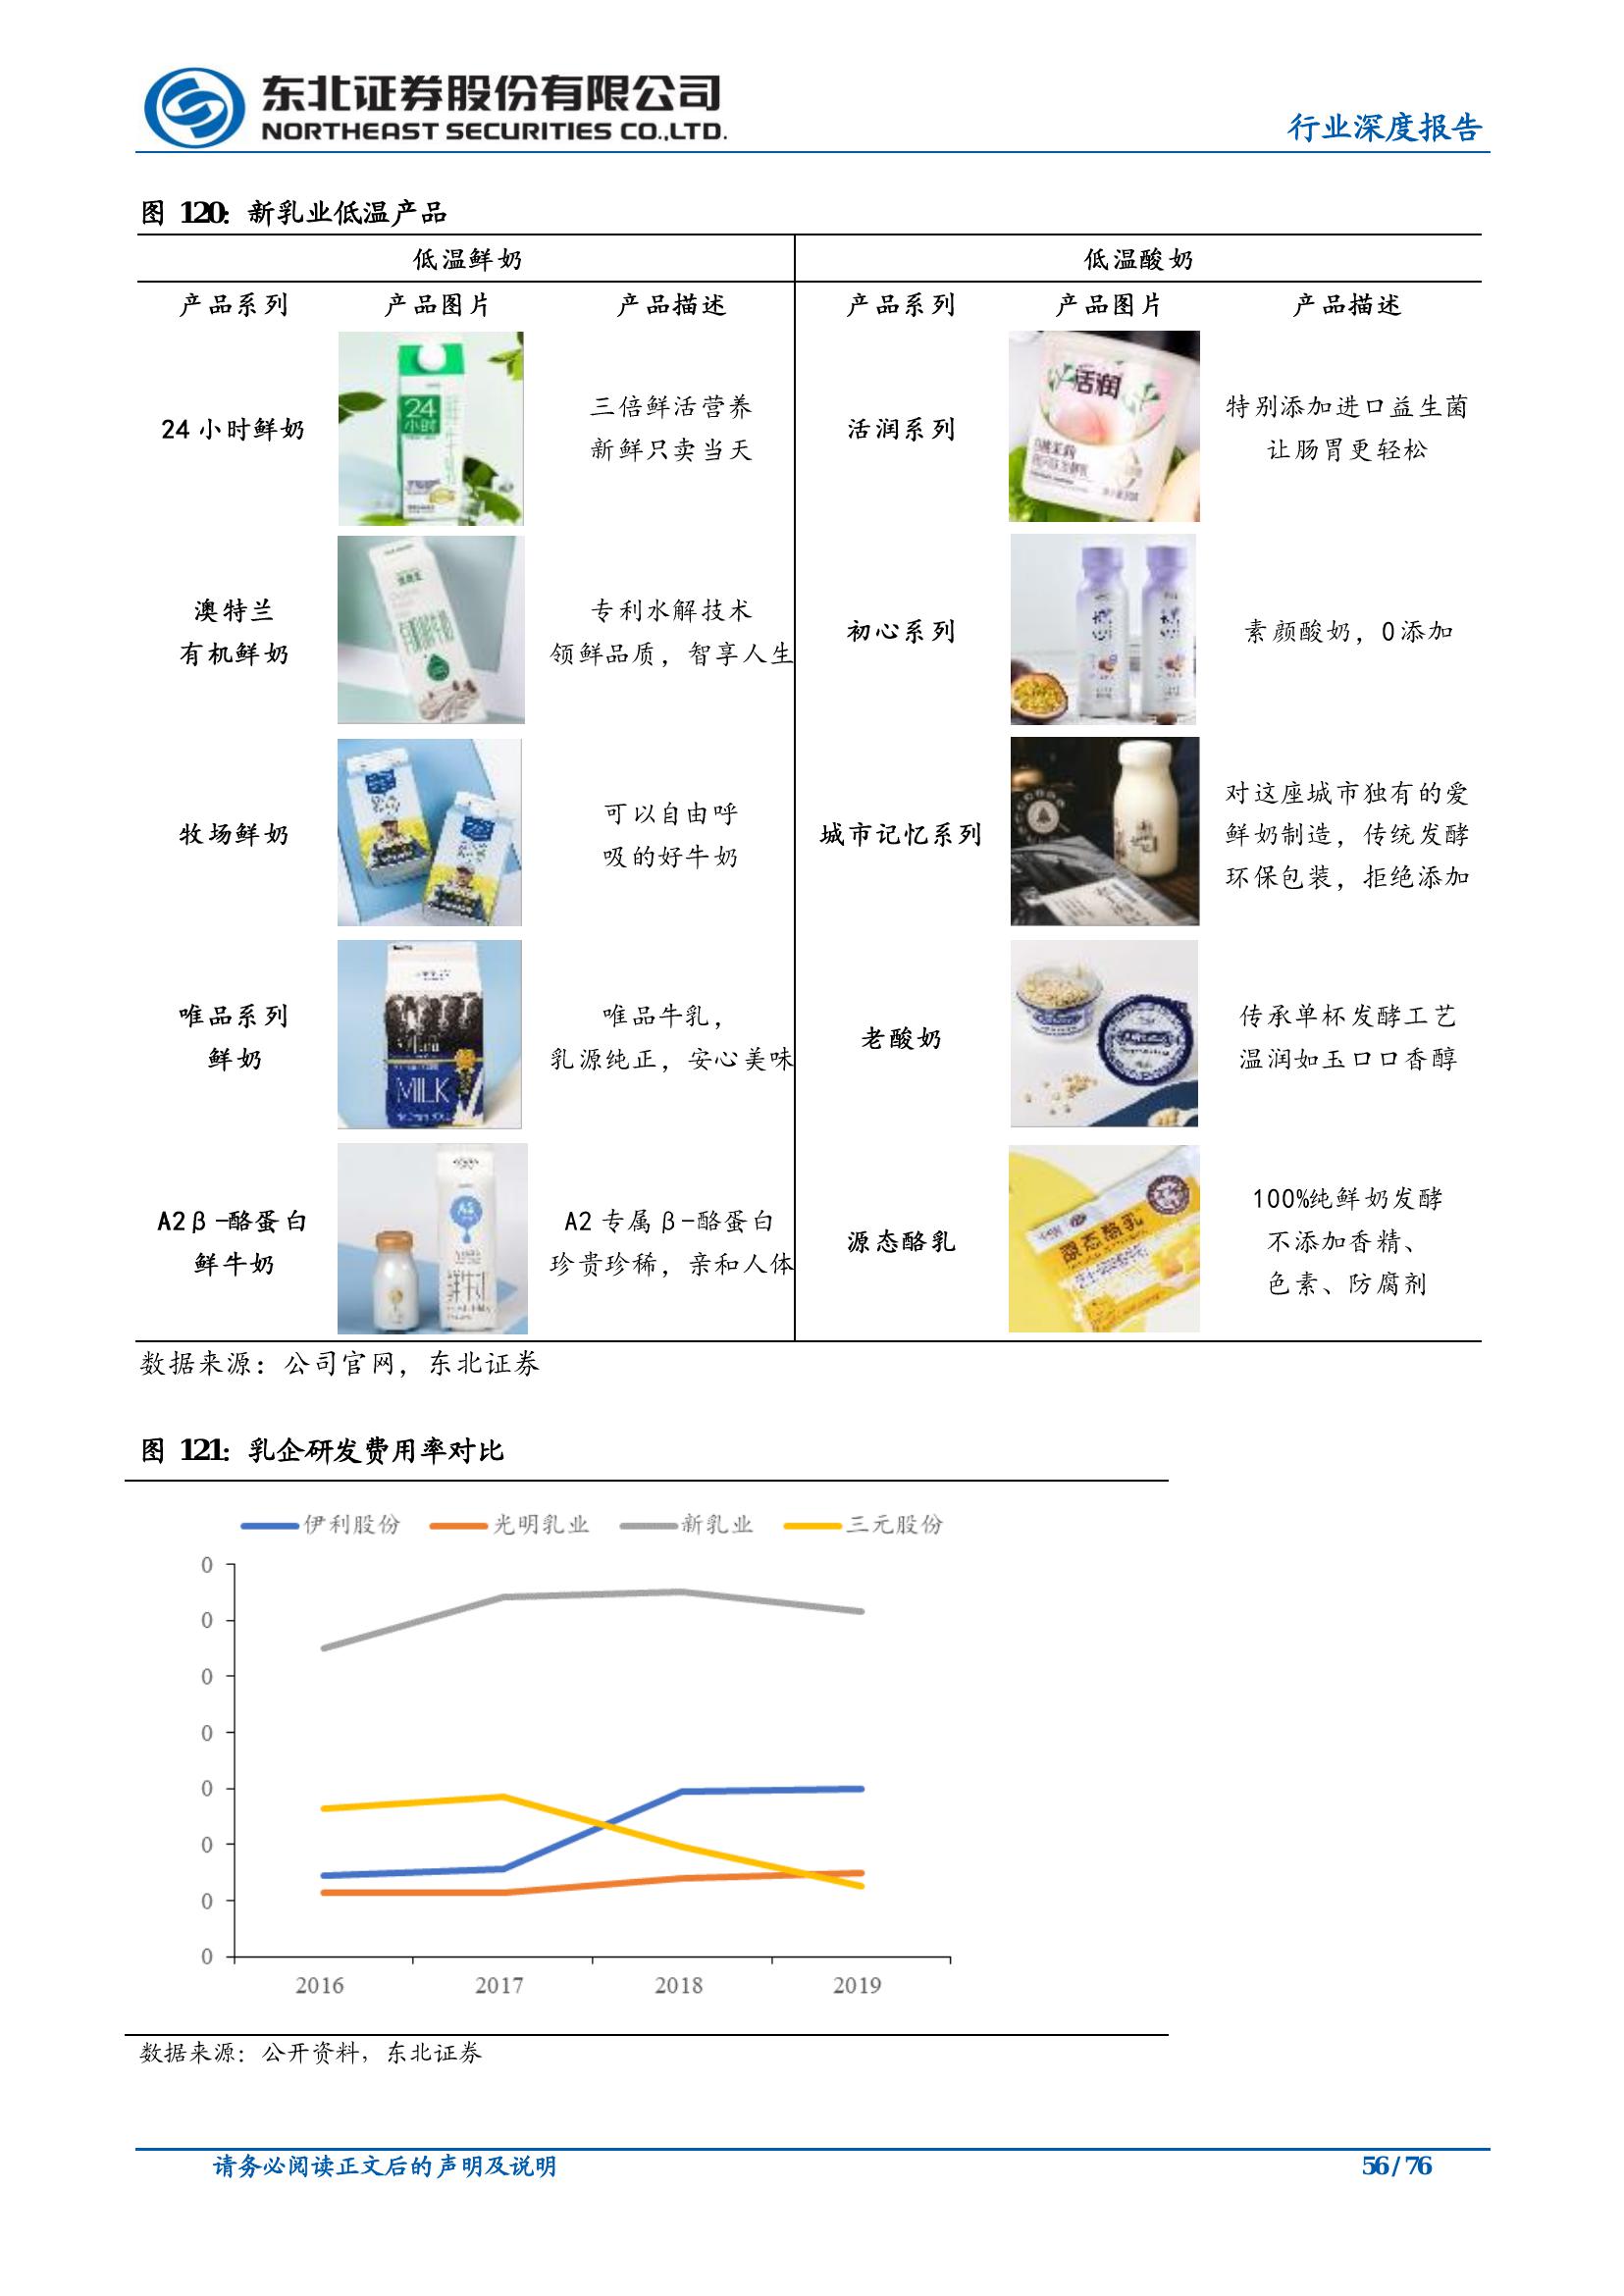 东北证券股份有限公司
NORTHEAST SECURITIES CO.,LTD.
行业深度报告
图 120：新乳业低温产品
低温鲜奶
低温酸奶
产品系列 产品图片 产品描述 产品系列 产品图片 产品描述
24 小时鲜奶
24
小时
三倍鲜活营养
新鲜只卖当天
活润系列
活润
特别添加进口益生菌
让肠胃更轻松
澳特兰
有机鲜奶
专利水解技术
领鲜品质，智享人生
初心系列
素颜酸奶，0添加
牧场鲜奶
可以自由呼
吸的好牛奶
城市记忆系列
对这座城市独有的爱
鲜奶制造，传统发酵
环保包装，拒绝添加
唯品系列
鲜奶
MILK
唯品牛乳，
乳源纯正，安心美味
老酸奶
传承单杯发酵工艺
温润如玉口口香醇
A2β-酪蛋白
鲜牛奶
A2
A2 专属 β-酪蛋白
珍贵珍稀，亲和人体
源态酪乳
源态酪乳
100%纯鲜奶发酵
不添加香精、
色素、防腐剂
数据来源：公司官网，东北证券
图 121：乳企研发费用率对比
伊利股份 光明乳业 新乳业 三元股份
0
0
0
0
0
0
0
0
2016 2017 2018 2019
数据来源：公开资料，东北证券
请务必阅读正文后的声明及说明
56 / 76